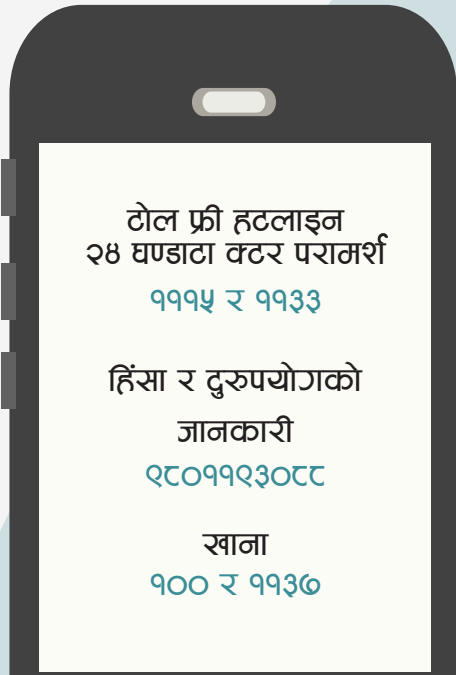 टोल फ्री हटलाइन
२४ घण्डाटा क्टर परामर्श
१११५ र ११३३
हिंसा र दुरुपयोगको
जानकारी
९८०११९३०८८
खाना
१०० र ११३७